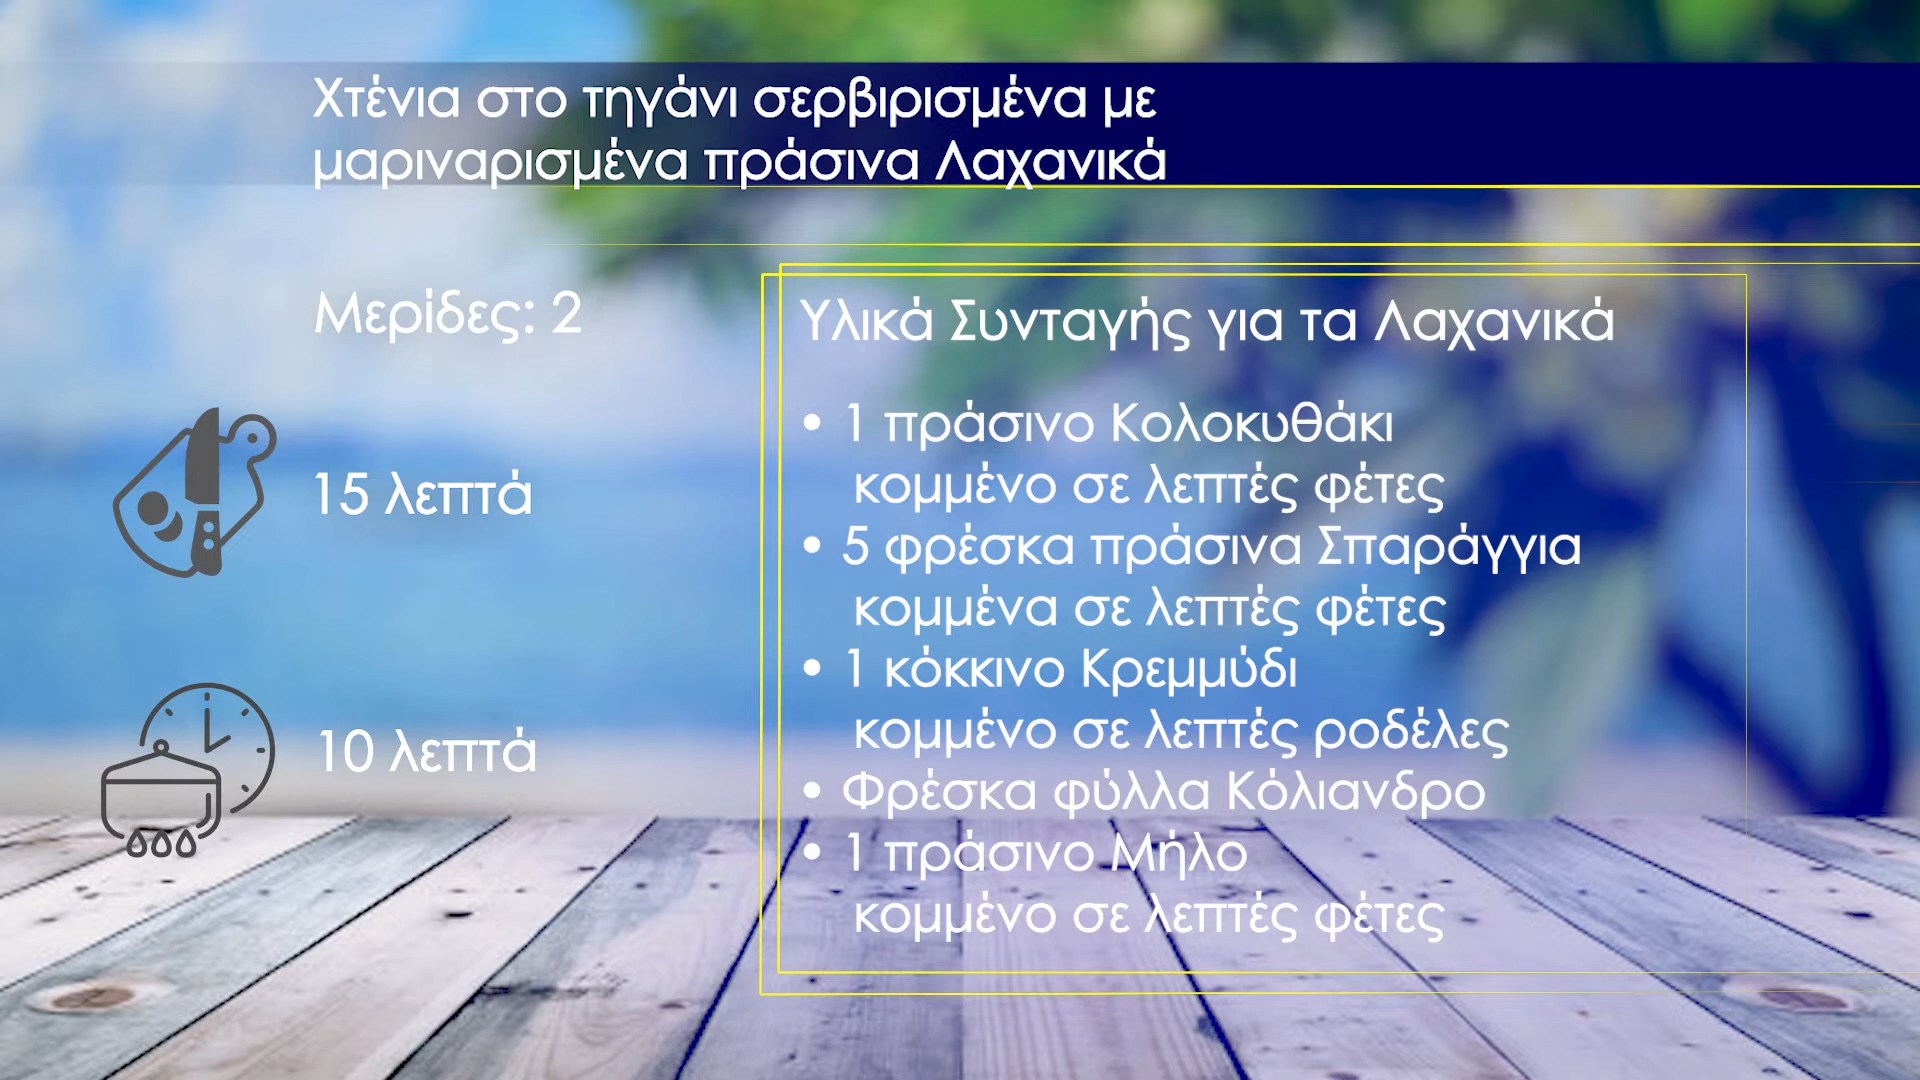 Χτένια στο τηγάνι σερβιρισμένα με
μαριναρισμένα πράσινα Λαχανικά
Μερίδες: 2
15 λεπτά
10 λεπτά
Υλικά Συνταγής για τα Λαχανικά
• 1 πράσινο Κολοκυθάκι
κομμένο σε λεπτές φέτες
• 5 φρέσκα πράσινα Σπαράγγια
κομμένα σε λεπτές φέτες
• 1 κόκκινο Κρεμμύδι
κομμένο σε λεπτές ροδέλες
• Φρέσκα φύλλα Κόλιανδρο
• 1 πράσινο Μήλο
κομμένο σε λεπτές φέτες